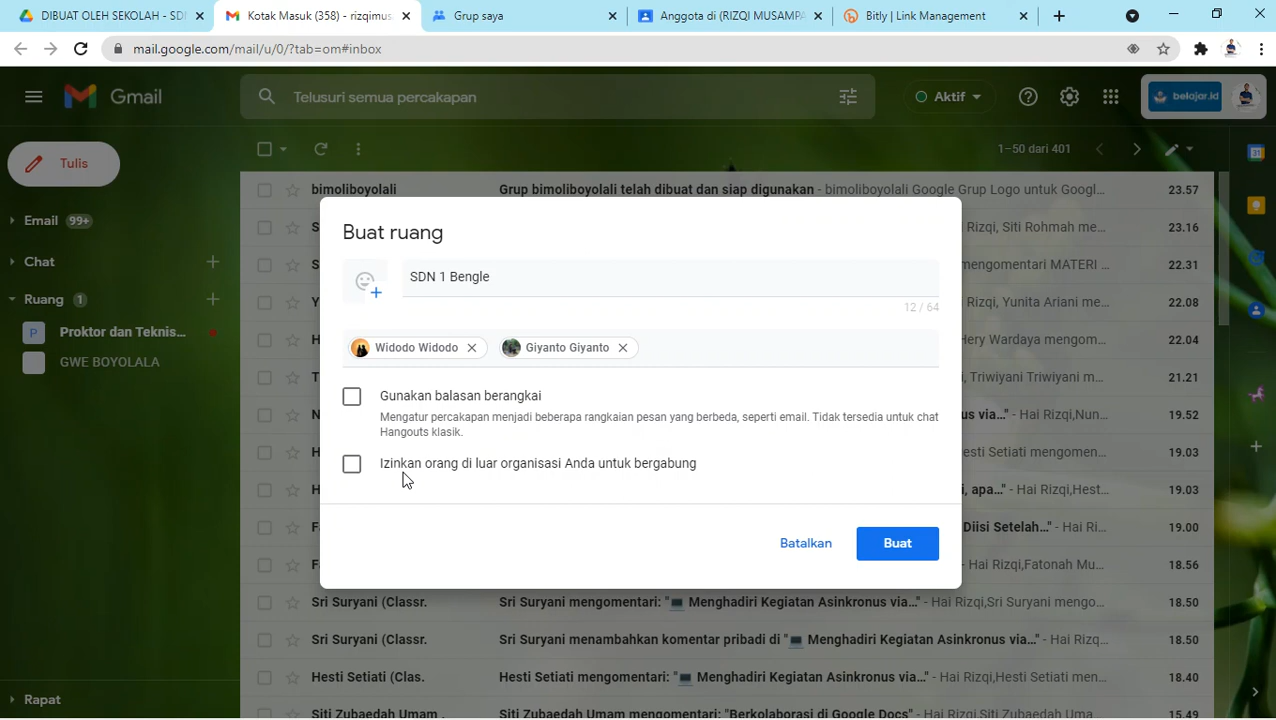 DIBUAT OLEH SEKOLAH - SDN
Kotak Masuk (358) - rizqimus
Grup saya
Anggota di (RIZQI MUSAMPA
Bitly | Link Management
mail.google.com/mail/u/0/?tab=om#inbox
Gmail
Telusuri semua percakapan
Aktif
belajar.id
Tulis
1–50 dari 401
bimoliboyolali
Grup bimoliboyolali telah dibuat dan siap digunakan - bimoliboyolali Google Grup Logo untuk Googl...
23.57
Email 99+
23.16
Rizqi, Siti Rohmah me...
Chat
mengomentari MATERI ...
22.31
Ruang 1
Rizqi, Yunita Ariani me...
22.08
P
Proktor dan Teknis...
Hery Wardaya mengom...
22.04
GWE BOYOLALA
Triwiyani Triwiyani m...
21.21
us via..." - Hai Rizqi,Nun...
19.52
Hestí Setiati mengomen...
19.03
i, apa..." - Hai Rizqi,Hest...
19.03
Diisi Setelah..." - Hai Ri...
19.00
Hai Rizqi,Fatonah Mu...
18.56
Buat ruang
SDN 1 Bengle
12 / 64
Widodo Widodo
Giyanto Giyanto
Gunakan balasan berangkai
Mengatur percakapan menjadi beberapa rangkaian pesan yang berbeda, seperti email. Tidak tersedia untuk chat
Hangouts klasik.
Izinkan orang di luar organisasi Anda untuk bergabung
Batalkan
Buat
Sri Suryani (Classr.
Sri Suryani mengomentari: "💻 Menghadiri Kegiatan Asinkronus via..." - Hai Rizqi,Sri Suryani mengo...
18.50
Sri Suryani (Classr.
Sri Suryani menambahkan komentar pribadi di "💻 Menghadiri Kegiatan Asinkronus via..." - Hai Rizq...
18.50
Hesti Setiati (Clas.
Hesti Setiati mengomentari: "💻 Menghadiri Kegiatan Asinkronus via..." - Hai Rizqi,Hesti Setiati men...
18.40
Rapat
Siti Zubaedah Umam .
Siti Zubaedah Umam mengomentari: "Berkolaborasi di Google Docs" - Hai Rizqi,Siti Zubaedah Um...
15.49